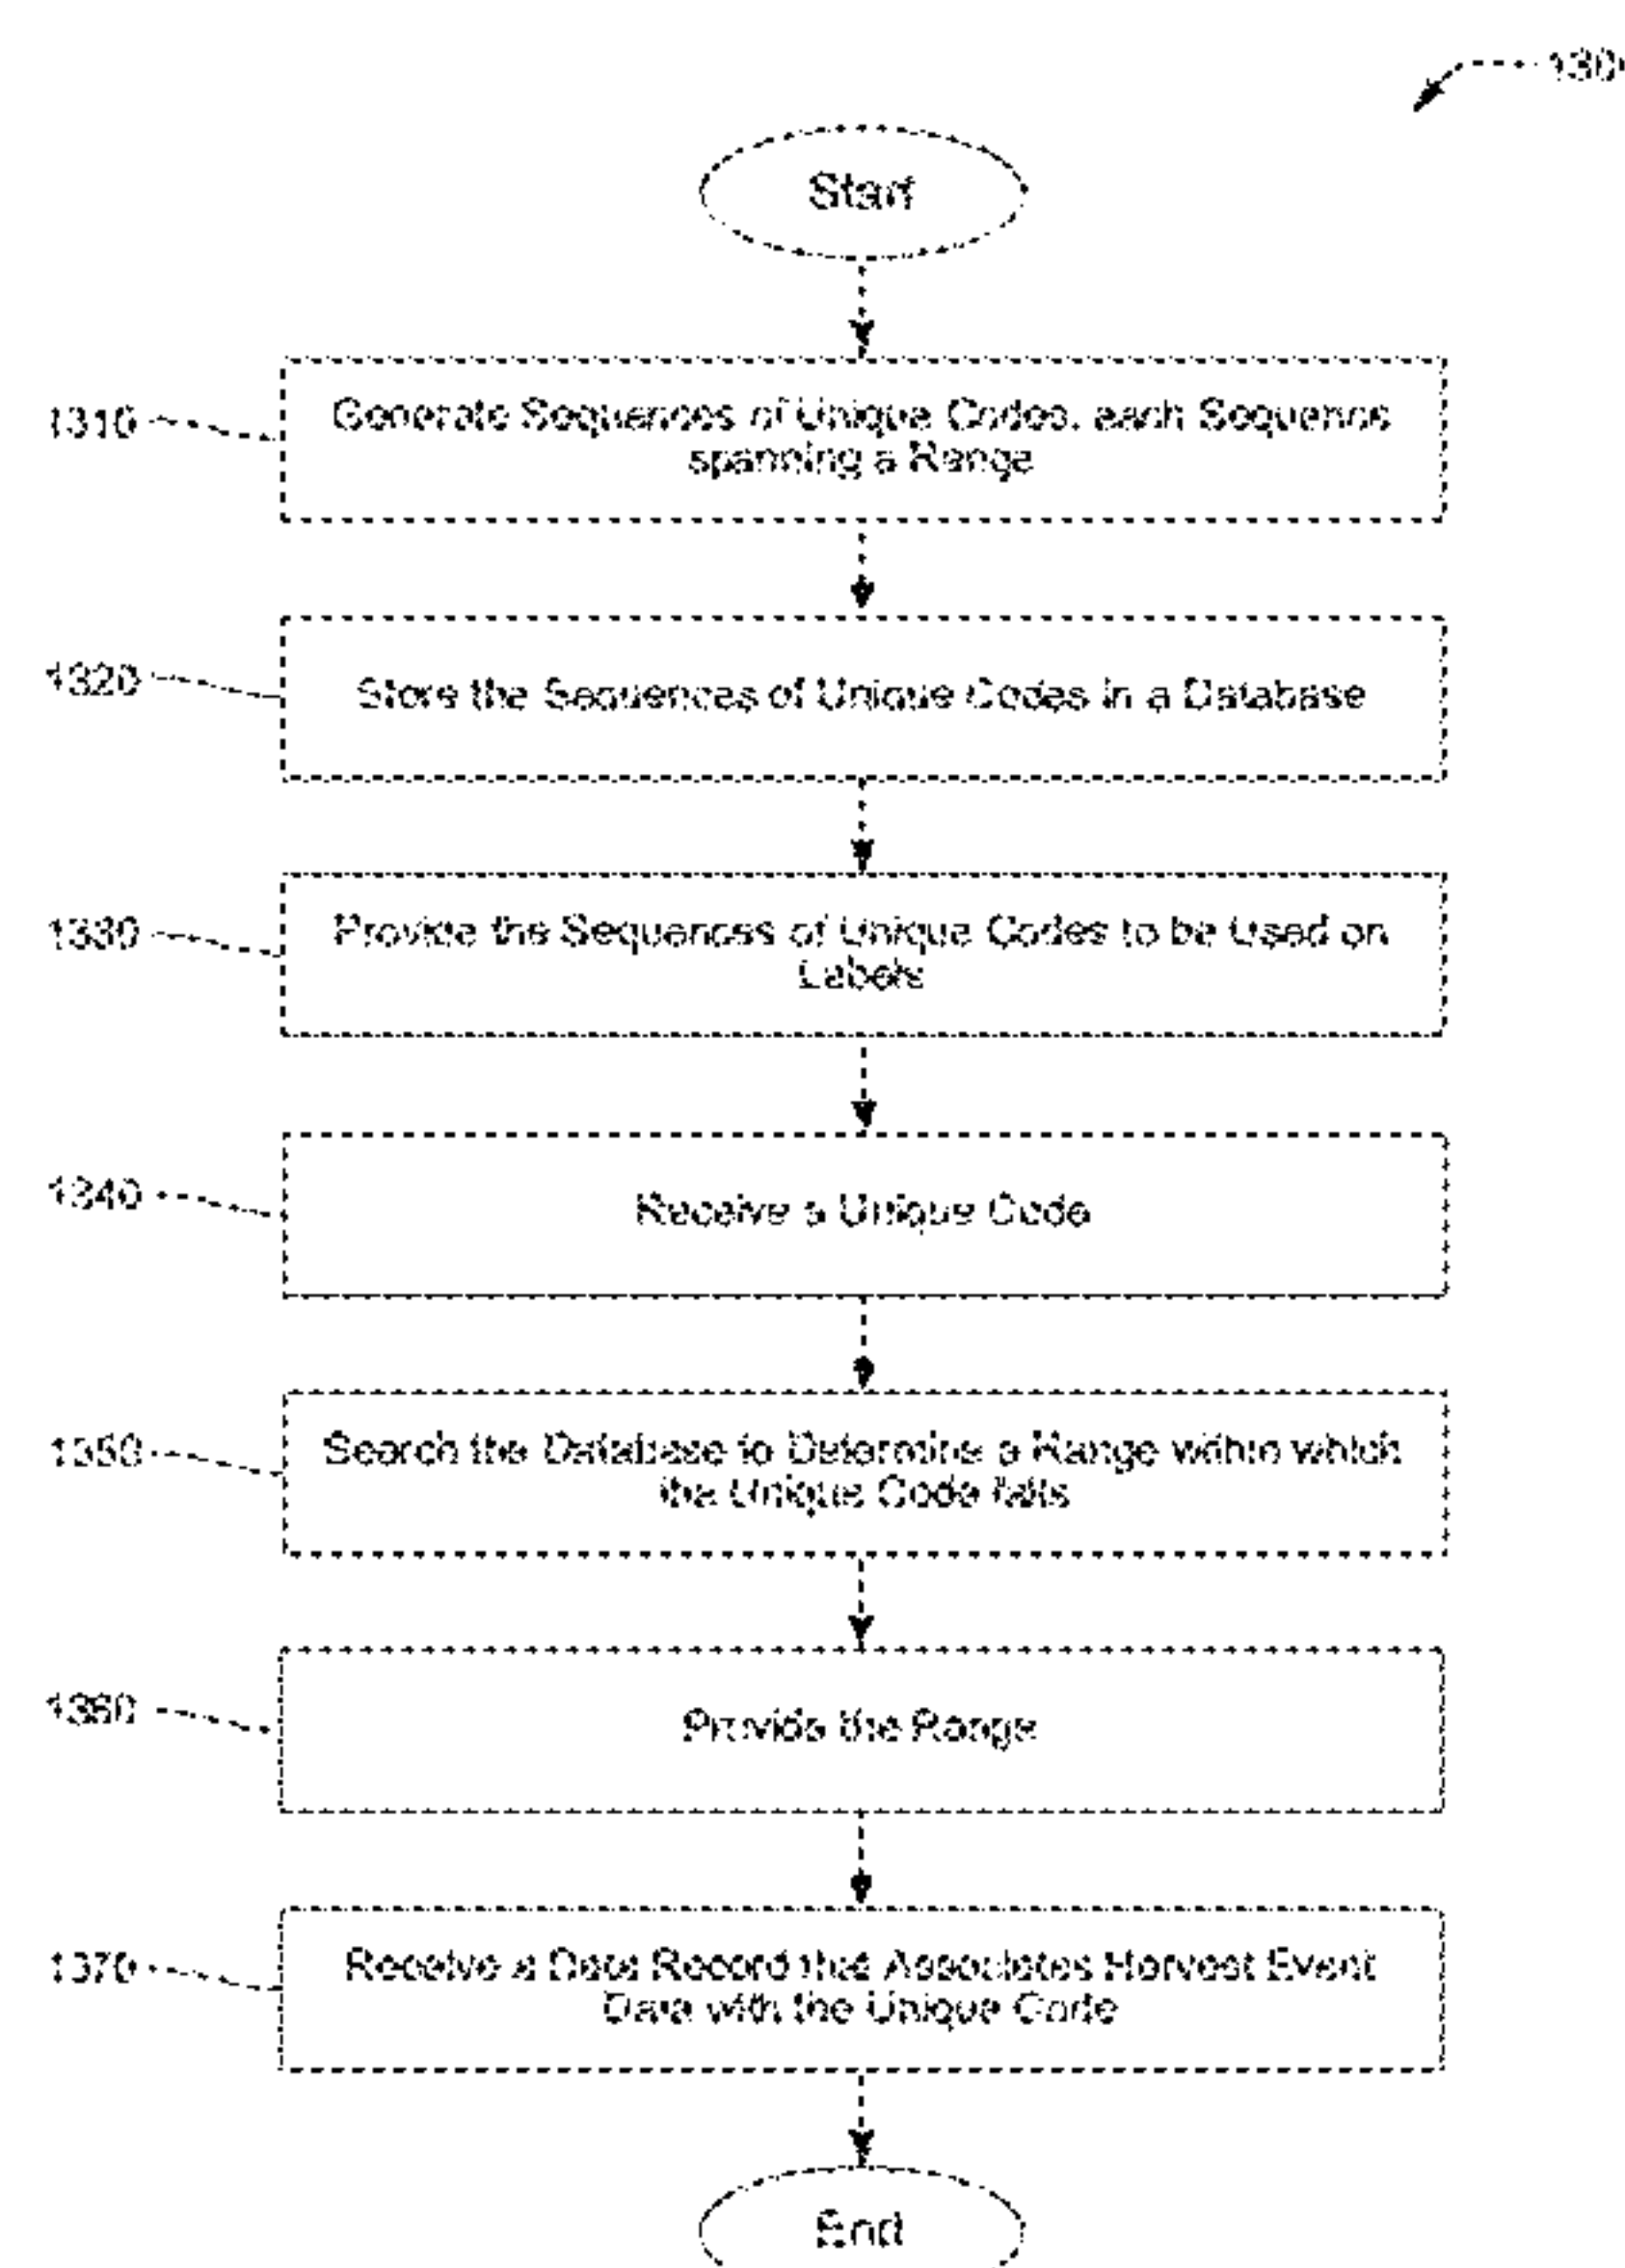 130
Start
1310
Generate Sequences of Unique Codes, each Sequence
spanning a Range
1320
Store the Sequences of Unique Codes in a Database
1330
Provide the Sequences of Unique Codes to be Used on
Labels
1340
Receive a Unique Code
1350
Search the Database to Determine a Range within which
the Unique Code falls
1360
Provide the Range
1370
Receive a Data Record that Associates Harvest Event
Data with the Unique Code
End